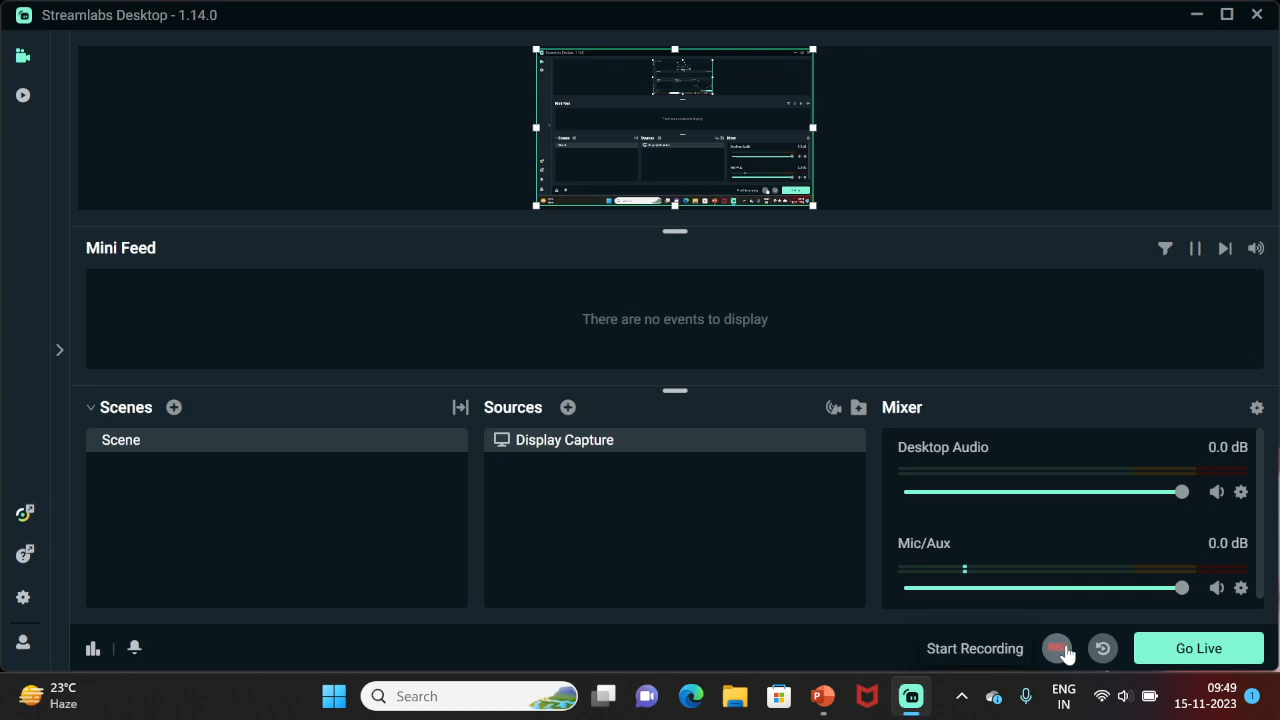 Streamlabs Desktop - 1.14.0
Mini Feed
There are no events to display
Scenes
Sources
Mixer
Scene
Display Capture
Desktop Audio 0.0 dB
Mic/Aux 0.0 dB
Start Recording
REC
Go Live
23°C
Haze
Search
ENG
IN
09:49
15-11-2023
1